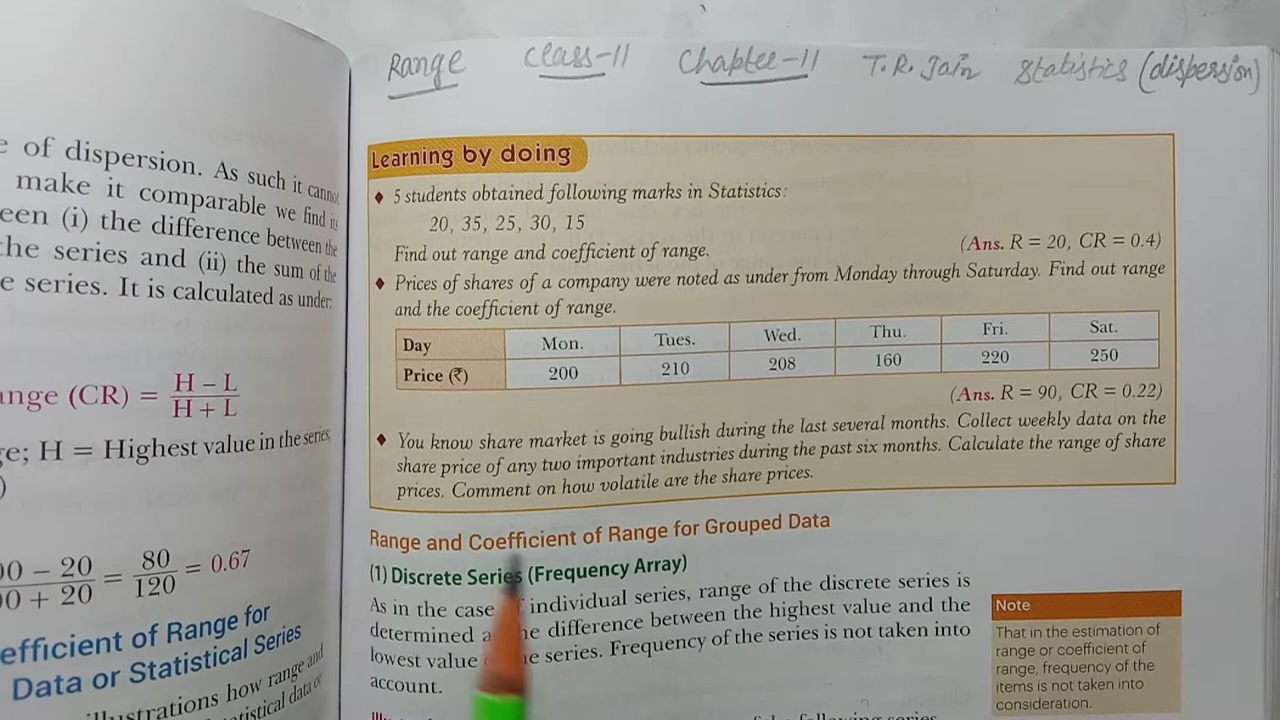 Range Class-11 Chapter-11 T.R. Jain Statistics (dispersion)
of dispersion. As such it cannot
make it comparable we find its
(i) the difference between the
the series and (ii) the sum of the
series. It is calculated as under:
(CR) = H – L / H + L
H = Highest value in the series
– 20 / + 20 = 80 / 120 = 0.67
of Range for
Data or Statistical Series
how range and
data or
Learning by doing
♦ 5 students obtained following marks in Statistics:
20, 35, 25, 30, 15
Find out range and coefficient of range. (Ans. R = 20, CR = 0.4)
♦ Prices of shares of a company were noted as under from Monday through Saturday. Find out range
and the coefficient of range.
Day Mon. Tues. Wed. Thu. Fri. Sat.
Price (₹) 200 210 208 160 220 250
(Ans. R = 90, CR = 0.22)
♦ You know share market is going bullish during the last several months. Collect weekly data on the
share price of any two important industries during the past six months. Calculate the range of share
prices. Comment on how volatile are the share prices.
Range and Coefficient of Range for Grouped Data
(1) Discrete Series (Frequency Array)
As in the case individual series, range of the discrete series is
determined difference between the highest value and the
lowest value series. Frequency of the series is not taken into
account.
Note
That in the estimation of
range or coefficient of
range, frequency of the
items is not taken into
consideration.
following series